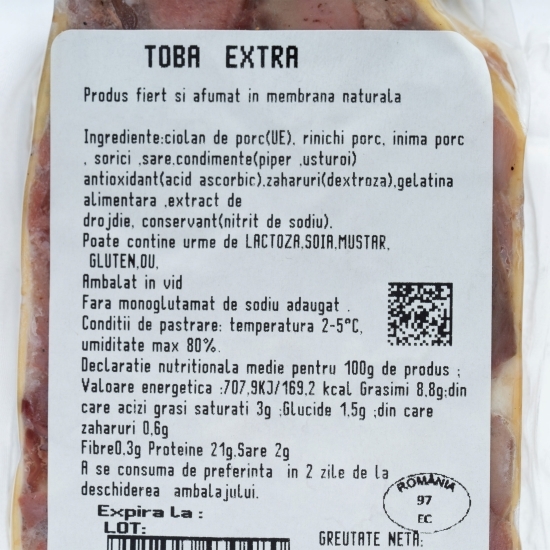 TOBA EXTRA
Produs fiert si afumat in membrana naturala
Ingrediente:ciolan de porc(UE), rinichi porc, inima porc
, sorici ,sare,condimente(piper ,usturoi)
antioxidant(acid ascorbic),zaharuri(dextroza),gelatina
alimentara ,extract de
drojdie, conservant(nitrit de sodiu).
Poate contine urme de LACTOZA,SOIA,MUSTAR,
GLUTEN,OU,
Ambalat in vid
Fara monoglutamat de sodiu adaugat .
Conditii de pastrare: temperatura 2-5°C,
umiditate max 80%.
Declaratie nutritionala medie pentru 100g de produs ;
Valoare energetica :707,9KJ/169,2 kcal Grasimi 8,8g;din
care acizi grasi saturati 3g ;Glucide 1,5g ;din care
zaharuri 0,6g
Fibre0,3g Proteine 21g,Sare 2g
A se consuma de preferinta in 2 zile de la
deschiderea ambalajului.
ROMÂNIA
97
EC
Expira la :
LOT:
GREUTATE NETĂ: